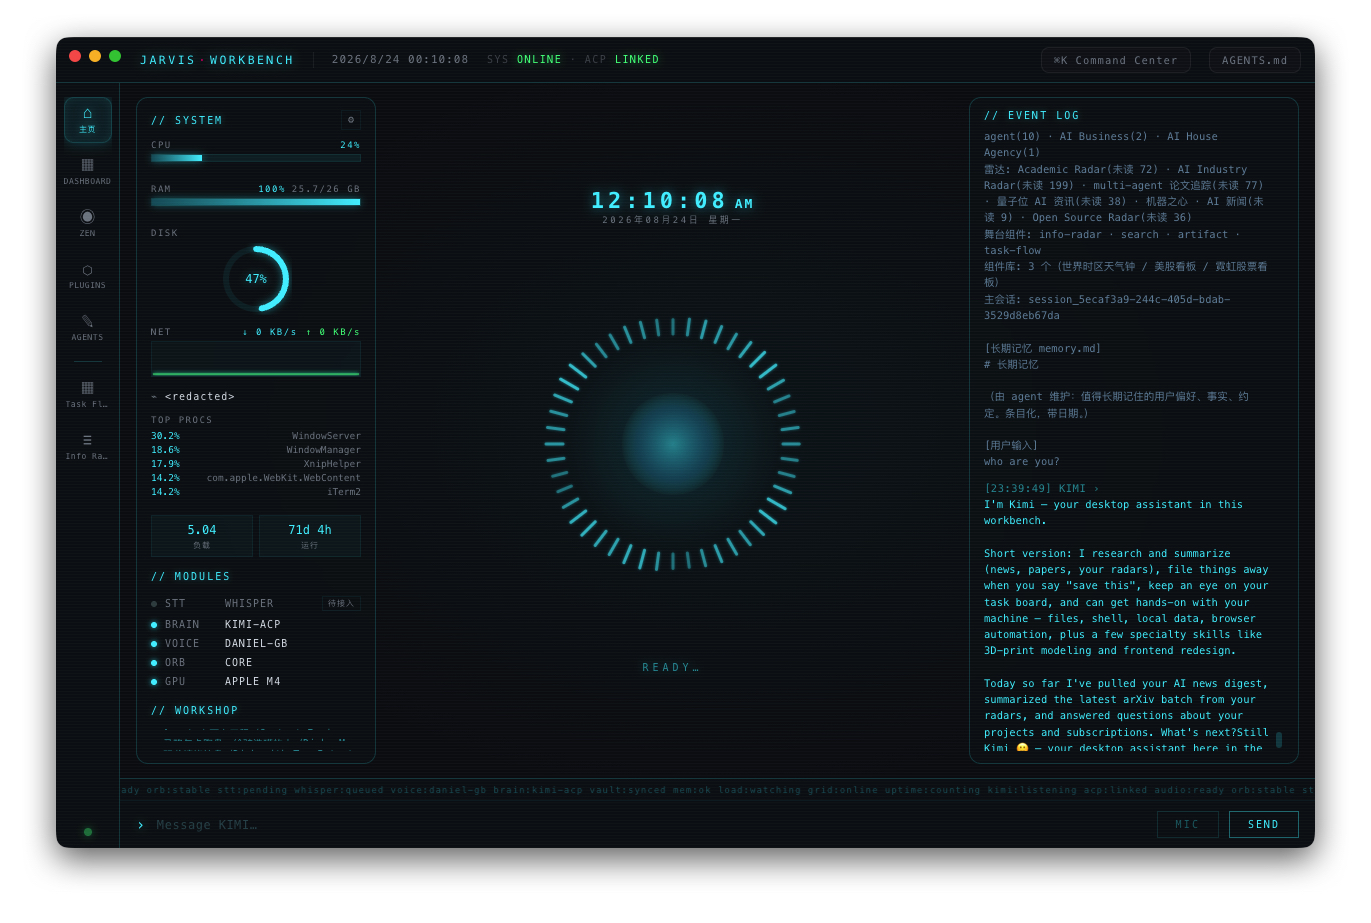 JARVIS·WORKBENCH
2026/8/24 00:10:08
SYS ONLINE · ACP LINKED
⌘K Command Center
AGENTS.md
主页
DASHBOARD
ZEN
PLUGINS
AGENTS
Task Fl…
Info Ra…
// SYSTEM
CPU 24%
RAM 100% 25.7/26 GB
DISK
47%
NET ↓ 0 KB/s ↑ 0 KB/s
<redacted>
TOP PROCS
30.2% WindowServer
18.6% WindowManager
17.9% XnipHelper
14.2% com.apple.WebKit.WebContent
14.2% iTerm2
5.04
负载
71d 4h
运行
// MODULES
STT WHISPER 待接入
BRAIN KIMI-ACP
VOICE DANIEL-GB
ORB CORE
GPU APPLE M4
// WORKSHOP
12:10:08 AM
2026年08月24日 星期一
READY…
// EVENT LOG
agent(10) · AI Business(2) · AI House
Agency(1)
雷达: Academic Radar(未读 72) · AI Industry
Radar(未读 199) · multi-agent 论文追踪(未读 77)
· 量子位 AI 资讯(未读 38) · 机器之心 · AI 新闻(未
读 9) · Open Source Radar(未读 36)
舞台组件: info-radar · search · artifact ·
task-flow
组件库: 3 个（世界时区天气钟 / 美股看板 / 霓虹股票看
板）
主会话: session_5ecaf3a9-244c-405d-bdab-
3529d8eb67da
[长期记忆 memory.md]
# 长期记忆
（由 agent 维护：值得长期记住的用户偏好、事实、约
定。条目化，带日期。）
[用户输入]
who are you?
[23:39:49] KIMI ›
I'm Kimi — your desktop assistant in this
workbench.
Short version: I research and summarize
(news, papers, your radars), file things away
when you say "save this", keep an eye on your
task board, and can get hands-on with your
machine — files, shell, local data, browser
automation, plus a few specialty skills like
3D-print modeling and frontend redesign.
Today so far I've pulled your AI news digest,
summarized the latest arXiv batch from your
radars, and answered questions about your
projects and subscriptions. What's next?Still
Kimi 😄 — your desktop assistant here in the
ady orb:stable stt:pending whisper:queued voice:daniel-gb brain:kimi-acp vault:synced mem:ok load:watching grid:online uptime:counting kimi:listening acp:linked audio:ready orb:stable st
› Message KIMI…
MIC
SEND